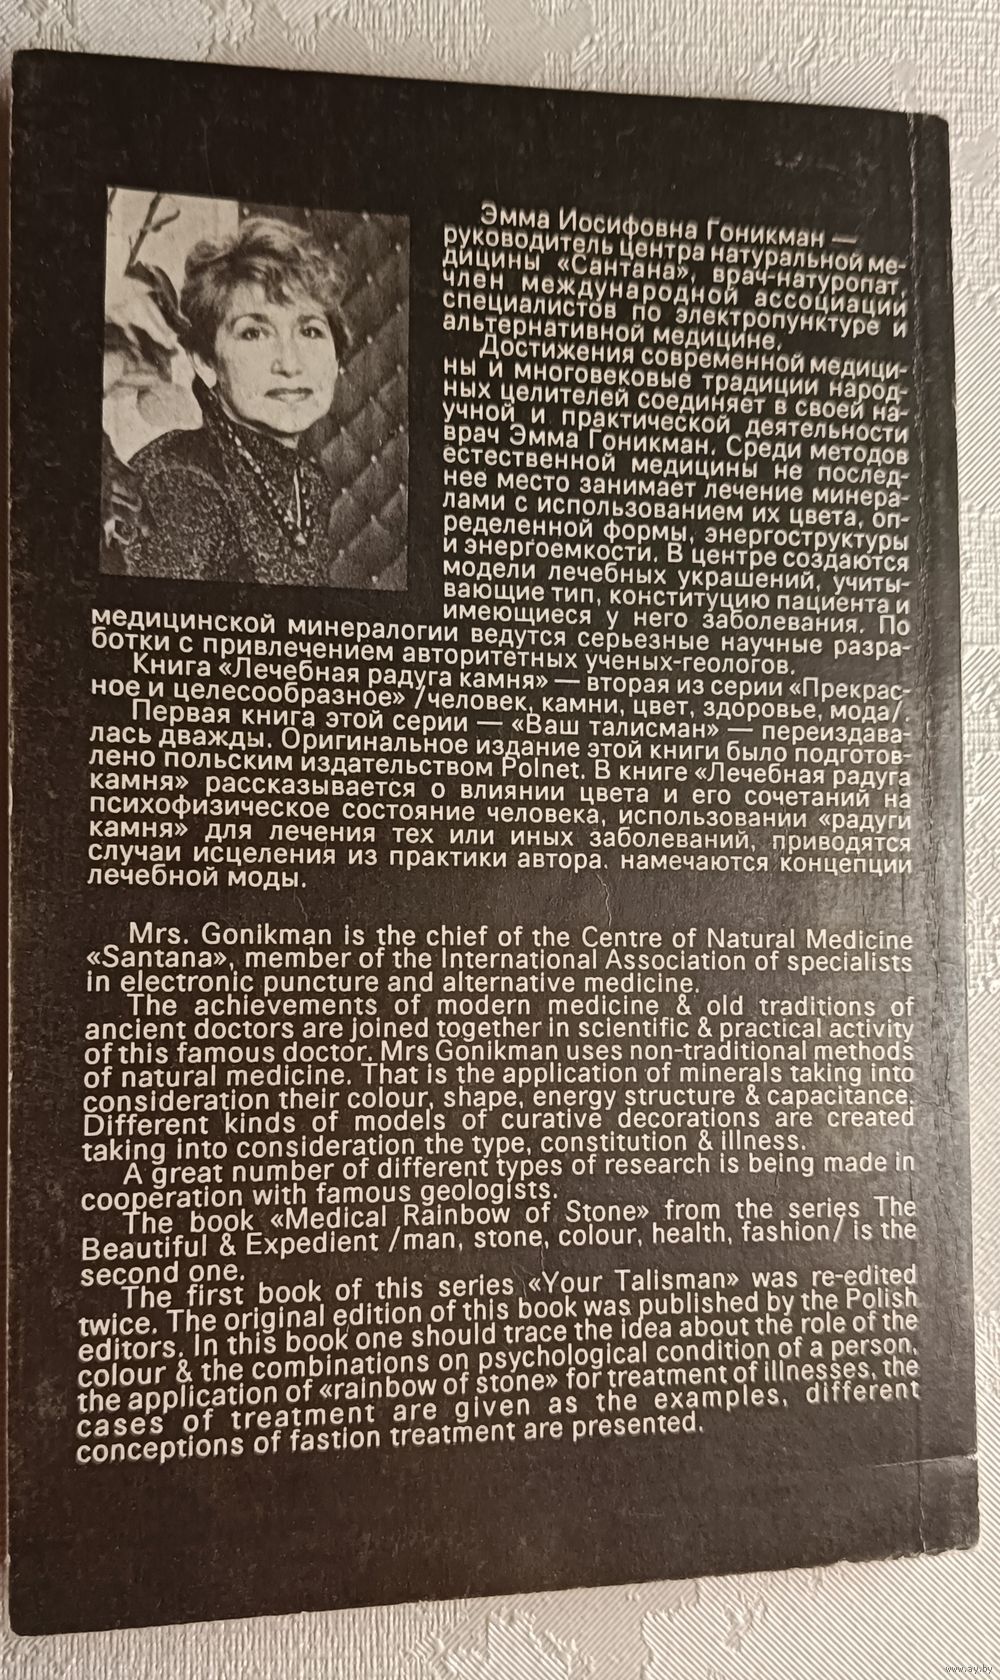 Эмма Иосифовна Гоникман —
руководитель центра натуральной ме-
дицины «Сантана», врач-натуропат,
член международной ассоциации
специалистов по электропунктуре и
альтернативной медицине.
Достижения современной медици-
ны и многовековые традиции народ-
ных целителей соединяет в своей на-
учной и практической деятельности
врач Эмма Гоникман. Среди методов
естественной медицины не послед-
нее место занимает лечение минера-
лами с использованием их цвета, оп-
ределенной формы, энергоструктуры
и энергоемкости. В центре создаются
модели лечебных украшений, учиты-
вающие тип, конституцию пациента и
имеющиеся у него заболевания. По
медицинской минералогии ведутся серьезные научные разра-
ботки с привлечением авторитетных ученых-геологов.
Книга «Лечебная радуга камня» — вторая из серии «Прекрас-
ное и целесообразное» /человек, камни, цвет, здоровье, мода/.
Первая книга этой серии — «Ваш талисман» — переиздава-
лась дважды. Оригинальное издание этой книги было подготов-
лено польским издательством Polnet. В книге «Лечебная радуга
камня» рассказывается о влиянии цвета и его сочетаний на
психофизическое состояние человека, использовании «радуги
камня» для лечения тех или иных заболеваний, приводятся
случаи исцеления из практики автора. намечаются концепции
лечебной моды.
Mrs. Gonikman is the chief of the Centre of Natural Medicine
«Santana», member of the International Association of specialists
in electronic puncture and alternative medicine.
The achievements of modern medicine & old traditions of
ancient doctors are joined together in scientific & practical activity
of this famous doctor. Mrs Gonikman uses non-traditional methods
of natural medicine. That is the application of minerals taking into
consideration their colour, shape, energy structure & capacitance.
Different kinds of models of curative decorations are created
taking into consideration the type, constitution & illness.
A great number of different types of research is being made in
cooperation with famous geologists.
The book «Medical Rainbow of Stone» from the series The
Beautiful & Expedient /man, stone, colour, health, fashion/ is the
second one.
The first book of this series «Your Talisman» was re-edited
twice. The original edition of this book was published by the Polish
editors. In this book one should trace the idea about the role of the
colour & the combinations on psychological condition of a person,
the application of «rainbow of stone» for treatment of illnesses, the
cases of treatment are given as the examples, different
conceptions of fastion treatment are presented.
www.ay.by